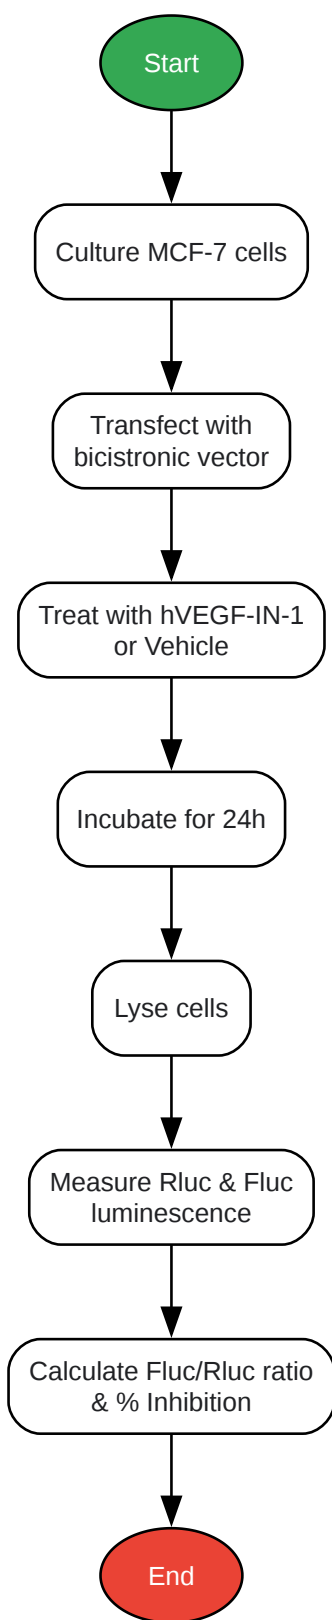 Start
Culture MCF-7 cells
Transfect with
bicistronic vector
Treat with hVEGF-IN-1
or Vehicle
Incubate for 24h
Lyse cells
Measure Rluc & Fluc
luminescence
Calculate Fluc/Rluc ratio
& % Inhibition
End